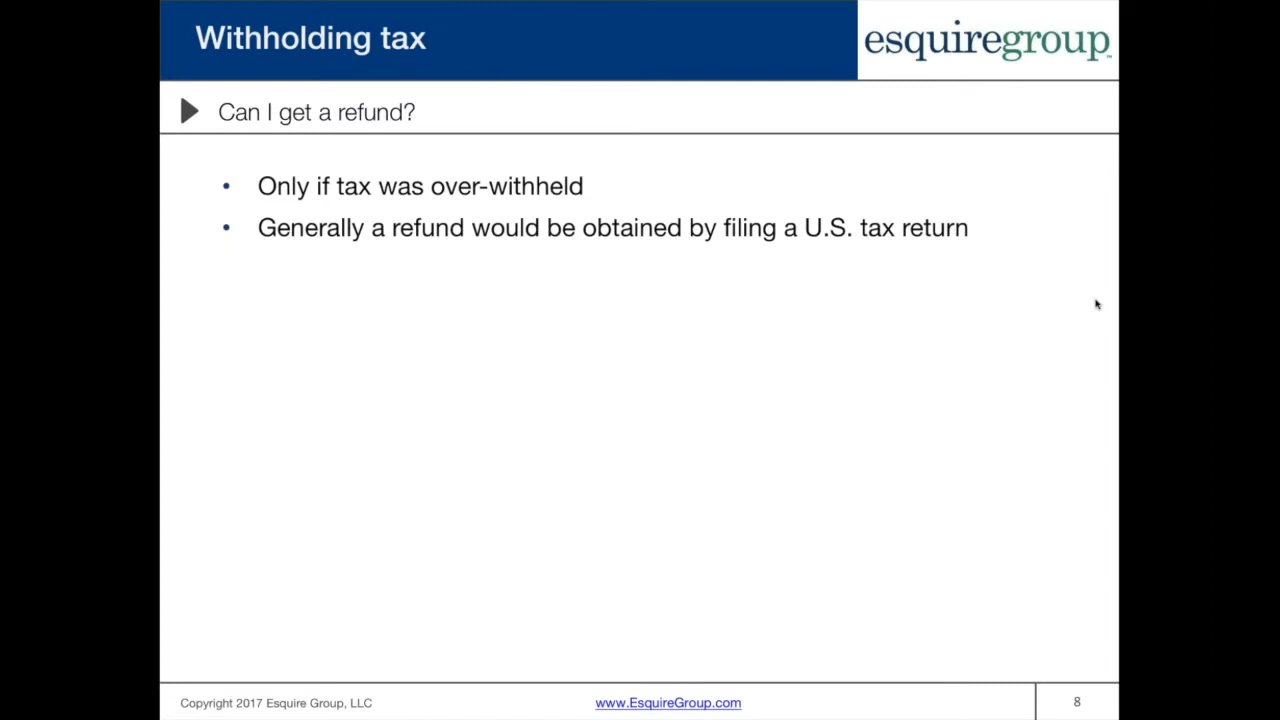 Withholding tax
esquiregroup™
Can I get a refund?
• Only if tax was over-withheld
• Generally a refund would be obtained by filing a U.S. tax return
Copyright 2017 Esquire Group, LLC
www.EsquireGroup.com
8